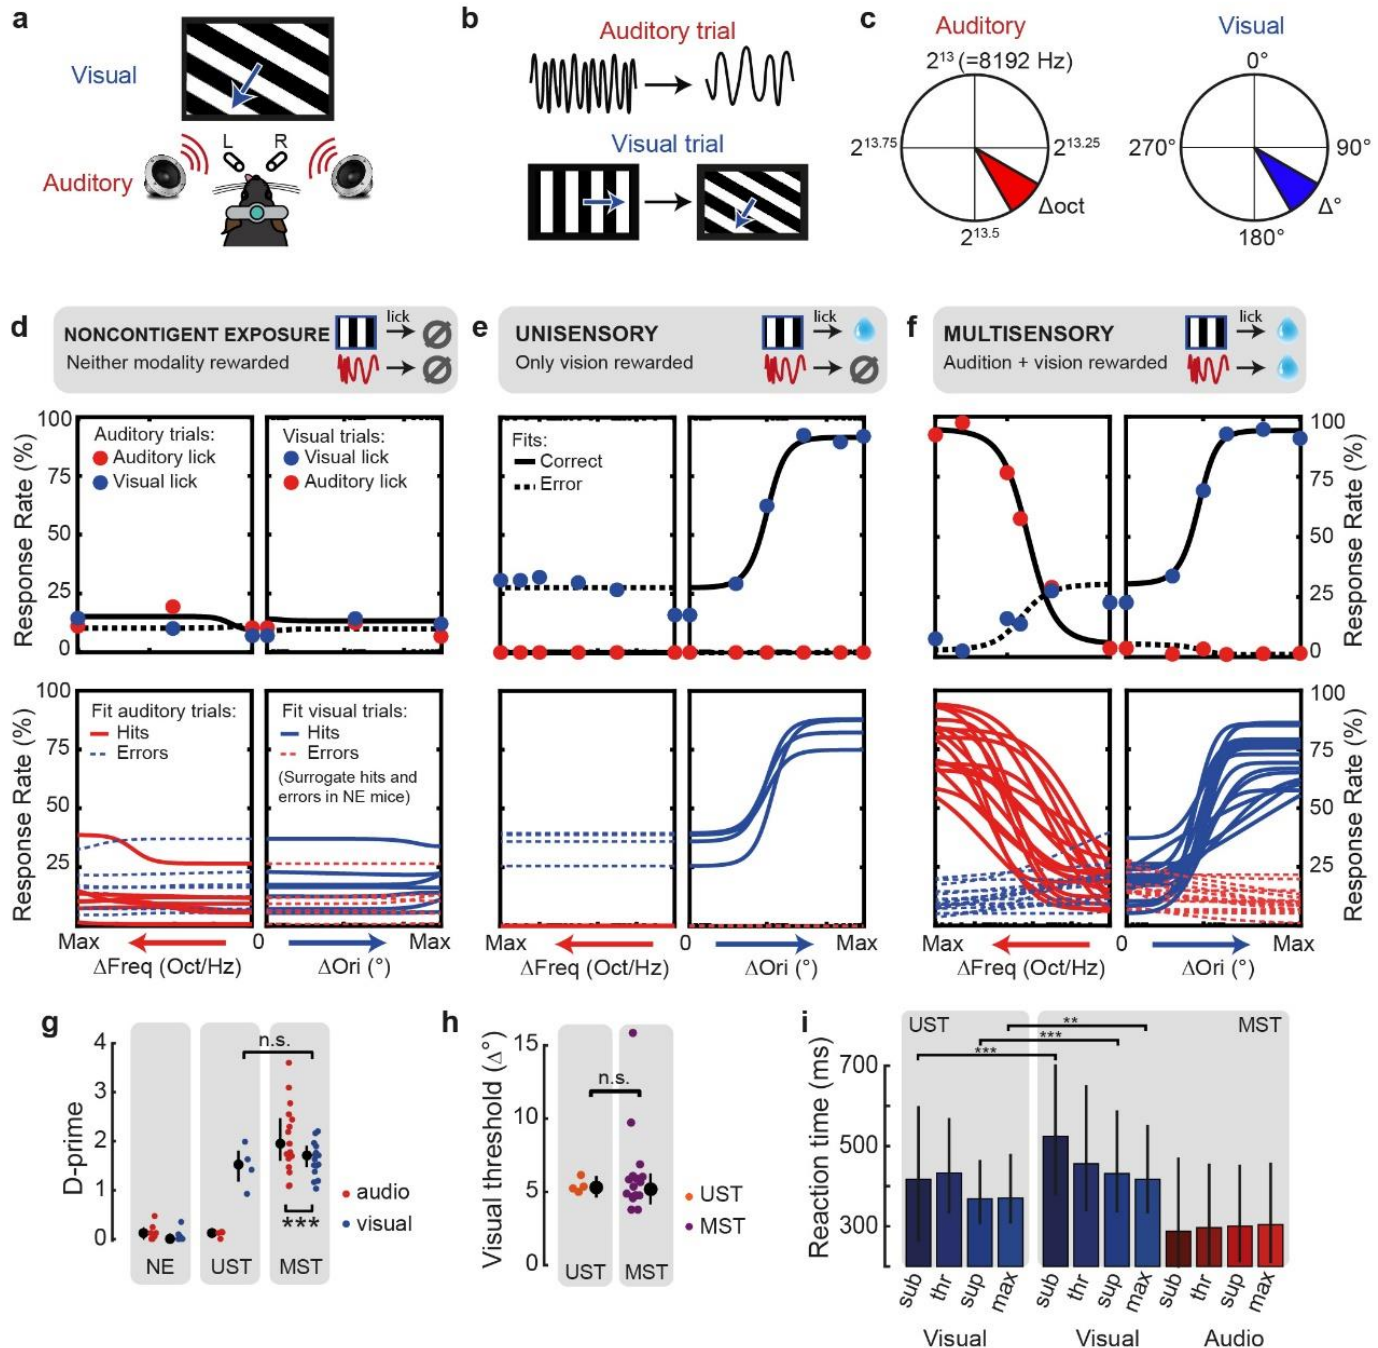 a
Visual
L
R
Auditory
b
Auditory trial
Visual trial
c
Auditory
2^13 (=8192 Hz)
2^13.75
2^13.25
Δoct
2^13.5
Visual
0°
270°
90°
Δ°
180°
d
NONCONTIGENT EXPOSURE
Neither modality rewarded
lick
e
UNISENSORY
Only vision rewarded
lick
f
MULTISENSORY
Audition + vision rewarded
lick
Response Rate (%)
100
75
50
25
0
Auditory trials:
Auditory lick
Visual lick
Visual trials:
Visual lick
Auditory lick
Fits:
Correct
Error
100
75
50
25
0
Response Rate (%)
Response Rate (%)
100
75
50
25
Fit auditory trials:
Hits
Errors
Fit visual trials:
Hits
Errors
(Surrogate hits and
errors in NE mice)
100
75
50
25
Response Rate (%)
Max
0
Max
ΔFreq (Oct/Hz)
ΔOri (°)
Max
0
Max
ΔFreq (Oct/Hz)
ΔOri (°)
Max
0
Max
ΔFreq (Oct/Hz)
ΔOri (°)
g
D-prime
4
3
2
1
0
n.s.
***
NE
UST
MST
audio
visual
h
Visual threshold (Δ°)
15
10
5
0
n.s.
UST
MST
UST
MST
i
Reaction time (ms)
700
500
300
UST
MST
**
***
***
sub
thr
sup
max
sub
thr
sup
max
sub
thr
sup
max
Visual
Visual
Audio